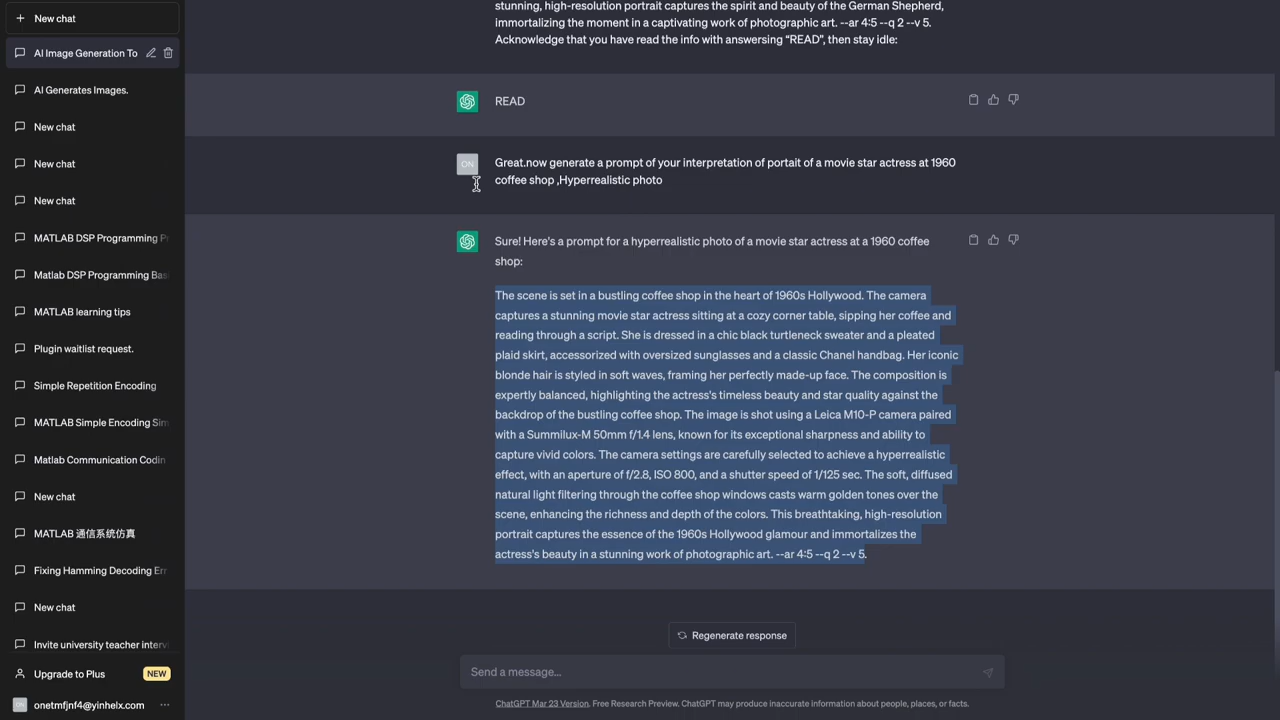 New chat
AI Image Generation To
AI Generates Images.
New chat
New chat
New chat
MATLAB DSP Programming Pr
Matlab DSP Programming Bas
MATLAB learning tips
Plugin waitlist request.
Simple Repetition Encoding
MATLAB Simple Encoding Sim
Matlab Communication Codin
New chat
MATLAB 通信系统仿真
Fixing Hamming Decoding Err
New chat
Invite university teacher intervi
Upgrade to Plus
NEW
onetmfjnf4@yinhelx.com
stunning, high-resolution portrait captures the spirit and beauty of the German Shepherd,
immortalizing the moment in a captivating work of photographic art. --ar 4:5 --q 2 --v 5.
Acknowledge that you have read the info with answersing “READ”, then stay idle:
READ
ON
Great.now generate a prompt of your interpretation of portait of a movie star actress at 1960
coffee shop ,Hyperrealistic photo
Sure! Here's a prompt for a hyperrealistic photo of a movie star actress at a 1960 coffee
shop:
The scene is set in a bustling coffee shop in the heart of 1960s Hollywood. The camera
captures a stunning movie star actress sitting at a cozy corner table, sipping her coffee and
reading through a script. She is dressed in a chic black turtleneck sweater and a pleated
plaid skirt, accessorized with oversized sunglasses and a classic Chanel handbag. Her iconic
blonde hair is styled in soft waves, framing her perfectly made-up face. The composition is
expertly balanced, highlighting the actress's timeless beauty and star quality against the
backdrop of the bustling coffee shop. The image is shot using a Leica M10-P camera paired
with a Summilux-M 50mm f/1.4 lens, known for its exceptional sharpness and ability to
capture vivid colors. The camera settings are carefully selected to achieve a hyperrealistic
effect, with an aperture of f/2.8, ISO 800, and a shutter speed of 1/125 sec. The soft, diffused
natural light filtering through the coffee shop windows casts warm golden tones over the
scene, enhancing the richness and depth of the colors. This breathtaking, high-resolution
portrait captures the essence of the 1960s Hollywood glamour and immortalizes the
actress's beauty in a stunning work of photographic art. --ar 4:5 --q 2 --v 5.
Regenerate response
Send a message...
ChatGPT Mar 23 Version. Free Research Preview. ChatGPT may produce inaccurate information about people, places, or facts.